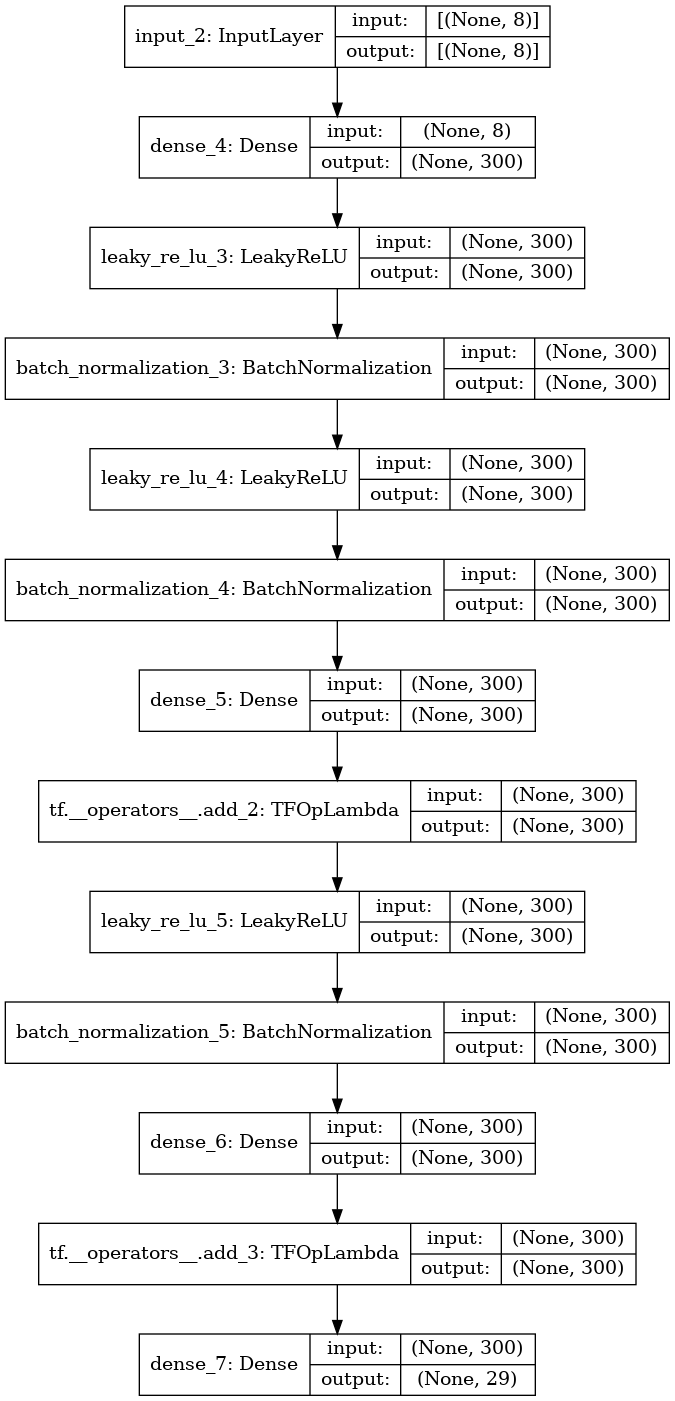 input_2: InputLayer
input: [(None, 8)]
output: [(None, 8)]
dense_4: Dense
input: (None, 8)
output: (None, 300)
leaky_re_lu_3: LeakyReLU
input: (None, 300)
output: (None, 300)
batch_normalization_3: BatchNormalization
input: (None, 300)
output: (None, 300)
leaky_re_lu_4: LeakyReLU
input: (None, 300)
output: (None, 300)
batch_normalization_4: BatchNormalization
input: (None, 300)
output: (None, 300)
dense_5: Dense
input: (None, 300)
output: (None, 300)
tf.__operators__.add_2: TFOpLambda
input: (None, 300)
output: (None, 300)
leaky_re_lu_5: LeakyReLU
input: (None, 300)
output: (None, 300)
batch_normalization_5: BatchNormalization
input: (None, 300)
output: (None, 300)
dense_6: Dense
input: (None, 300)
output: (None, 300)
tf.__operators__.add_3: TFOpLambda
input: (None, 300)
output: (None, 300)
dense_7: Dense
input: (None, 300)
output: (None, 29)